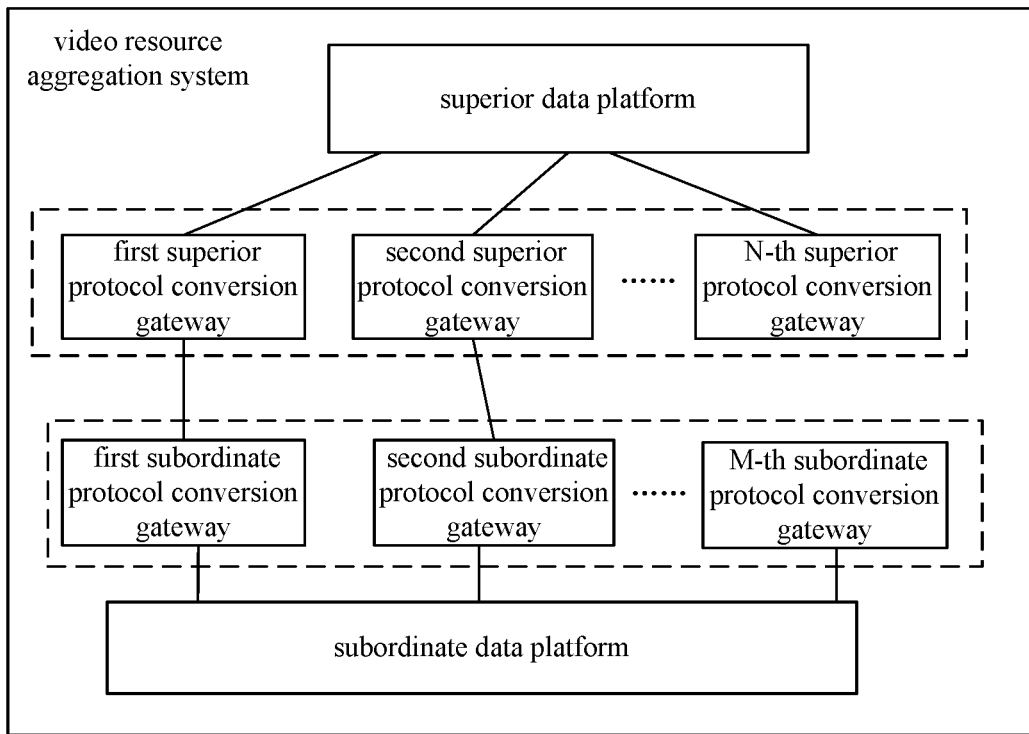 video resource
aggregation system
superior data platform
first superior
protocol conversion
gateway
second superior
protocol conversion
gateway
......
N-th superior
protocol conversion
gateway
first subordinate
protocol conversion
gateway
second subordinate
protocol conversion
gateway
......
M-th subordinate
protocol conversion
gateway
subordinate data platform